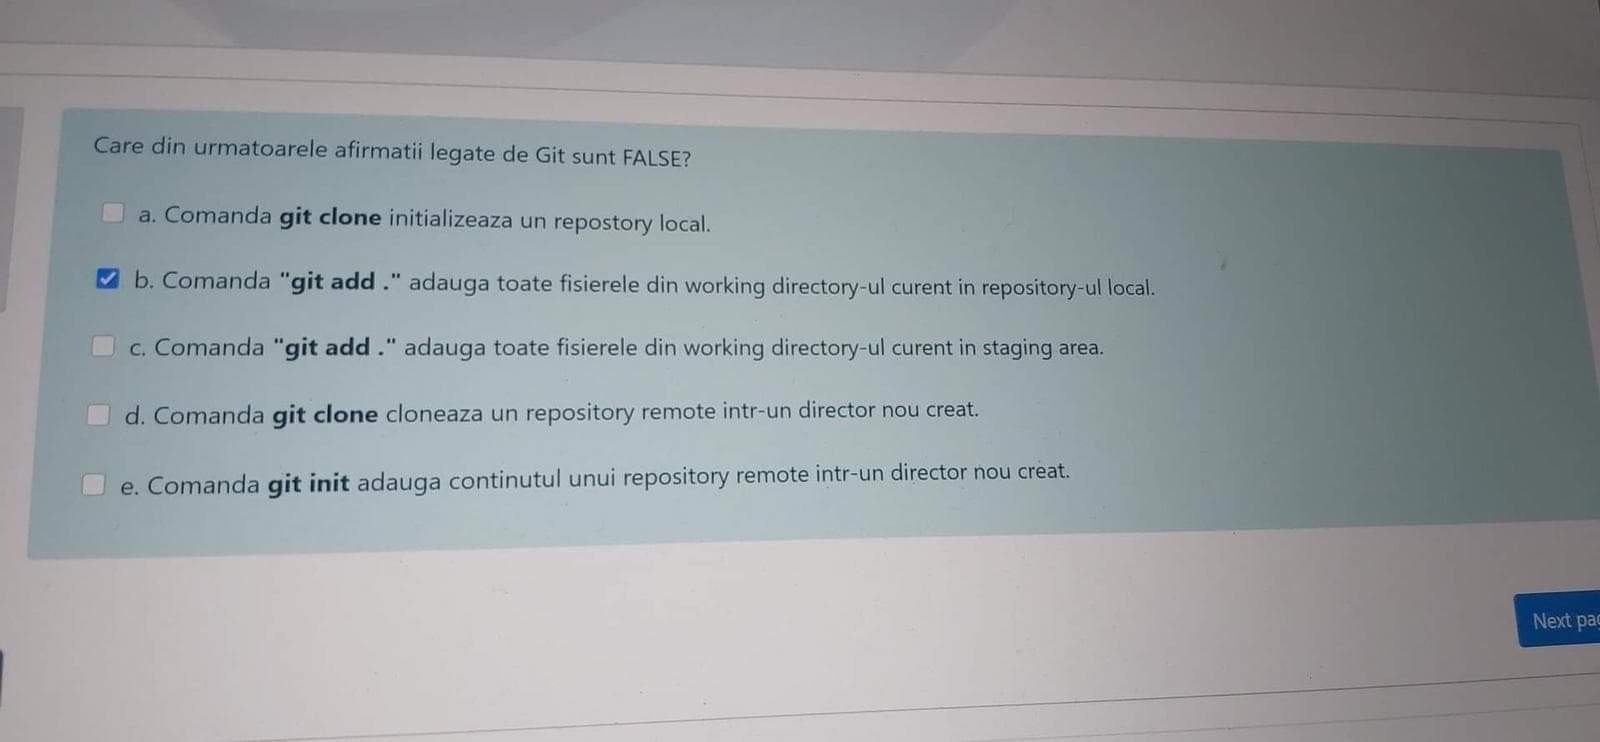 Care din urmatoarele afirmatii legate de Git sunt FALSE?
a. Comanda git clone initializeaza un repostory local.
b. Comanda "git add ." adauga toate fisierele din working directory-ul curent in repository-ul local.
c. Comanda "git add ." adauga toate fisierele din working directory-ul curent in staging area.
d. Comanda git clone cloneaza un repository remote intr-un director nou creat.
e. Comanda git init adauga continutul unui repository remote intr-un director nou creat.
Next pag